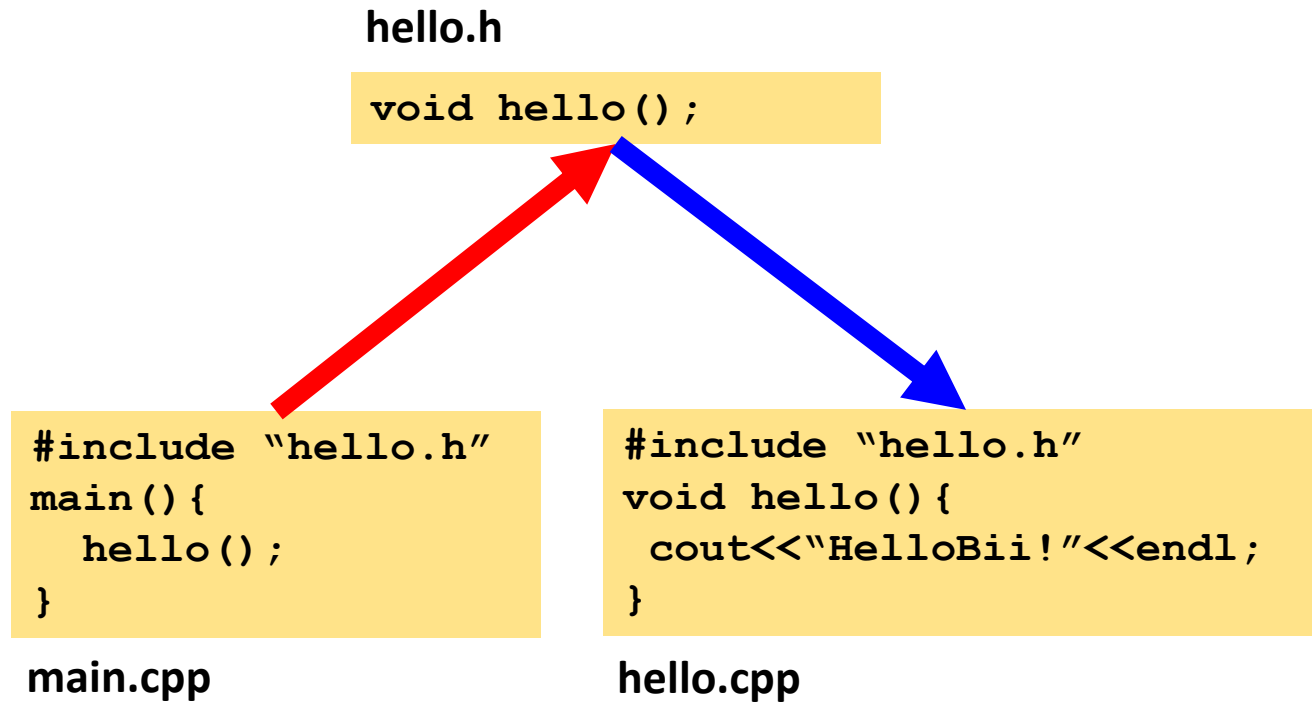 hello.h
void hello();
#include “hello.h”
main(){
  hello();
}
main.cpp
#include “hello.h”
void hello(){
 cout<<“HelloBii!”<<endl;
}
hello.cpp